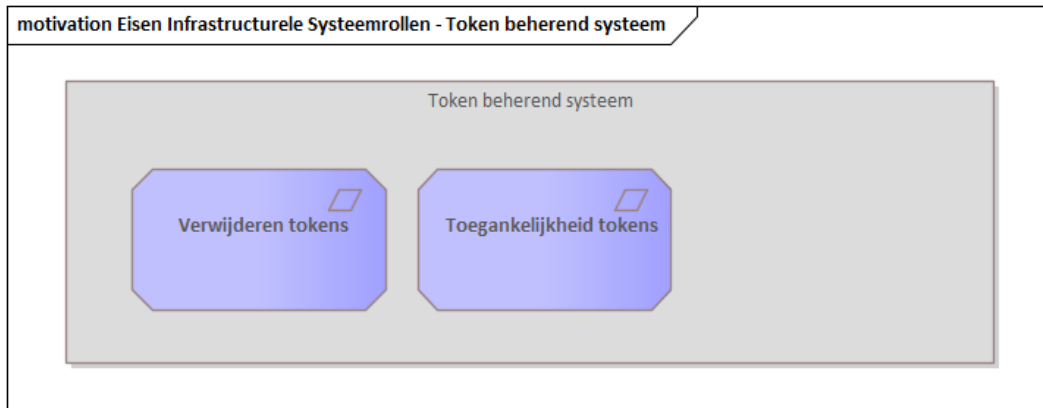 motivation Eisen Infrastructurele Systeemrollen - Token beherend systeem
Token beherend systeem
Verwijderen tokens
Toegankelijkheid tokens